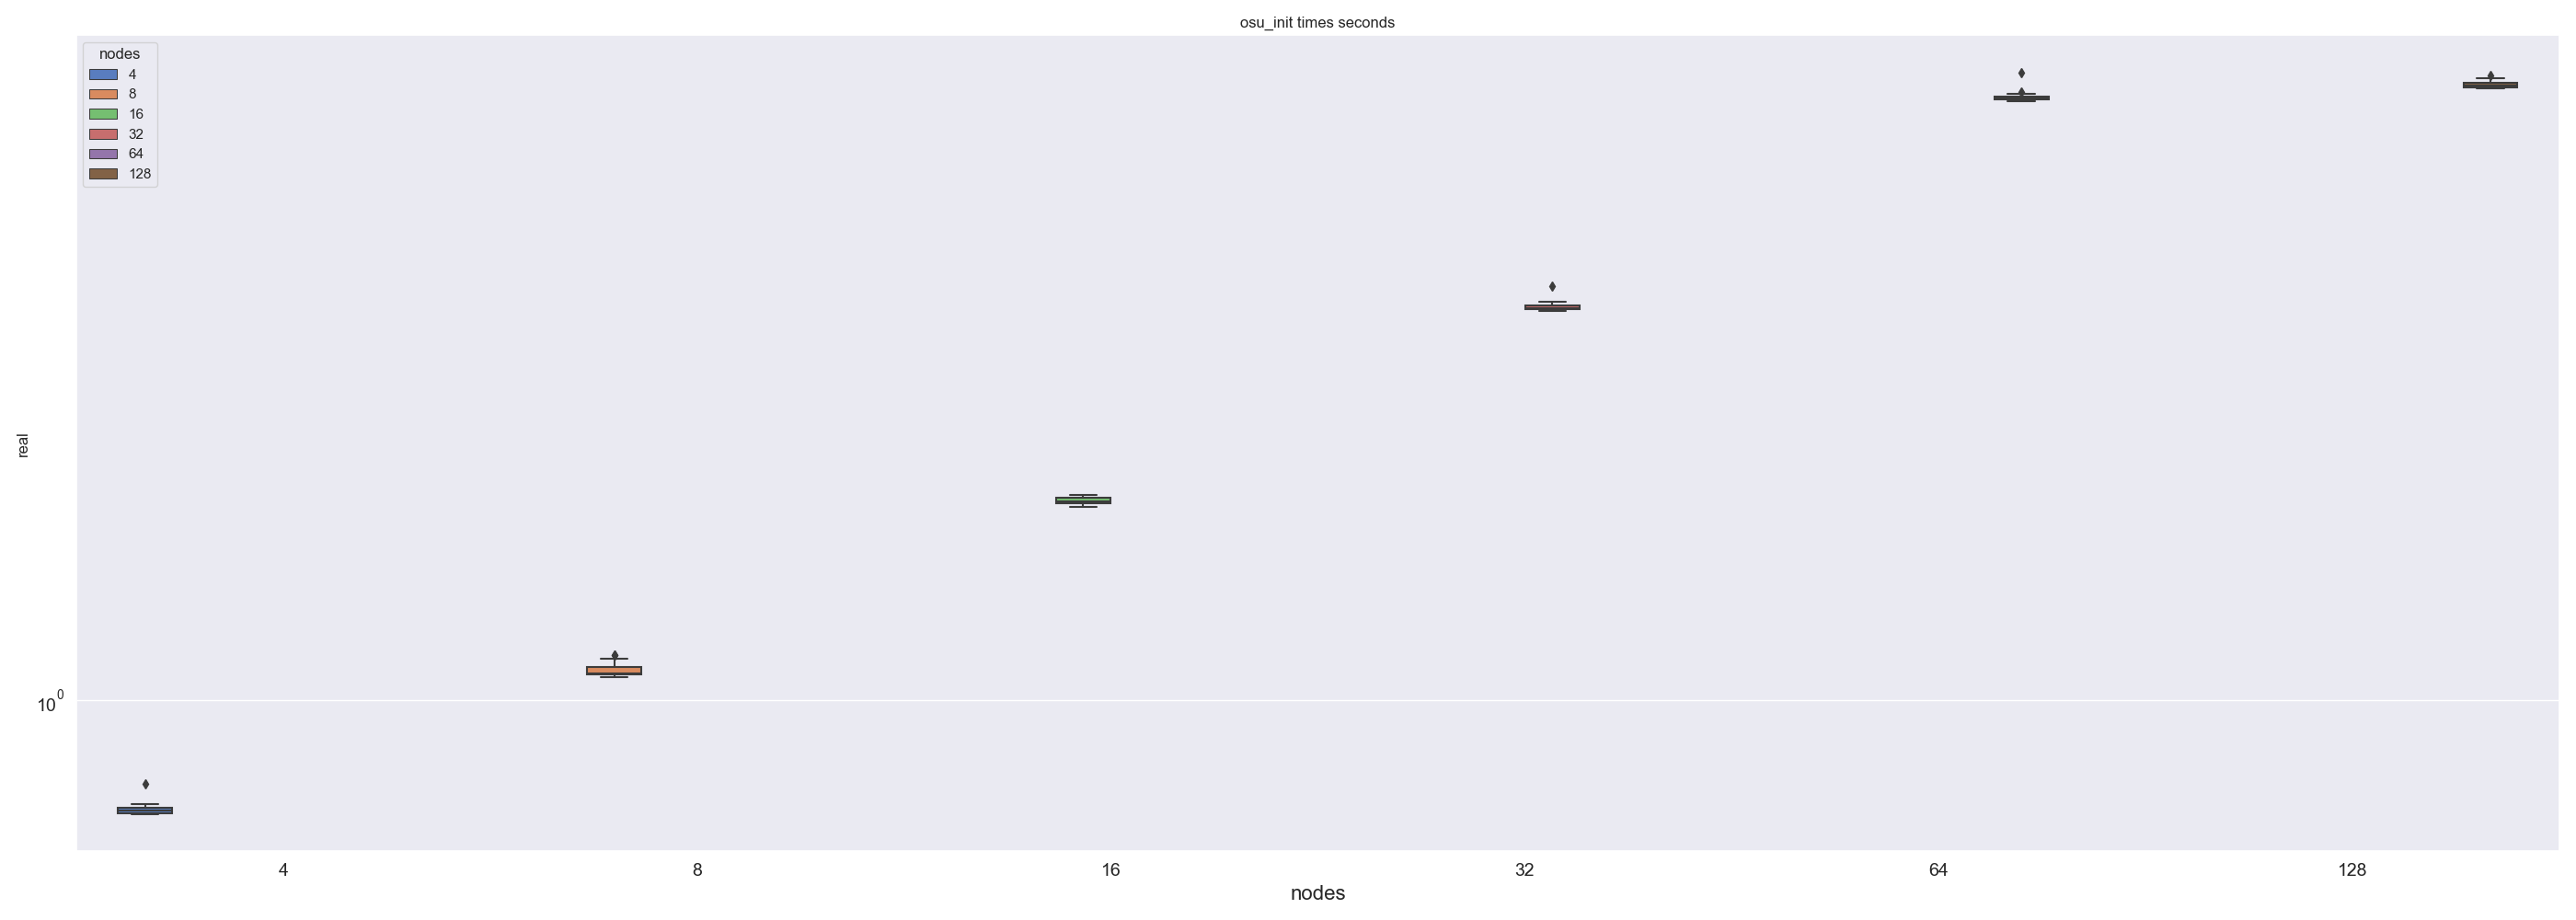 osu_init times seconds
nodes
4
8
16
32
64
128
real
10^0
4 8 16 32 64 128
nodes